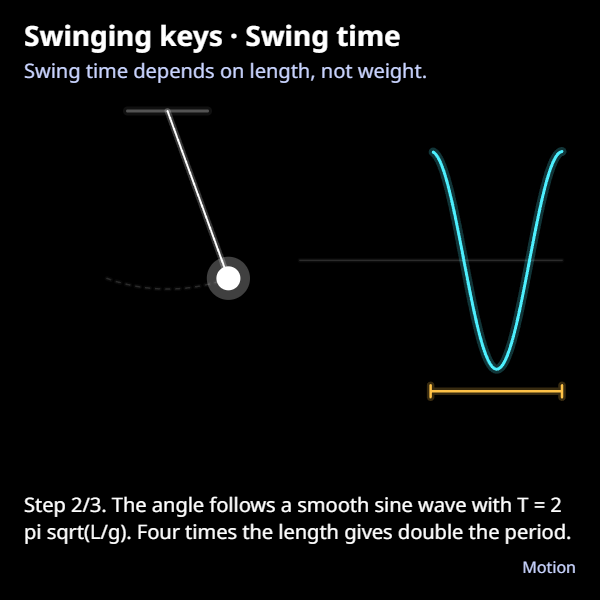 Swinging keys · Swing time
Swing time depends on length, not weight.
Step 2/3. The angle follows a smooth sine wave with T = 2
pi sqrt(L/g). Four times the length gives double the period.
Motion